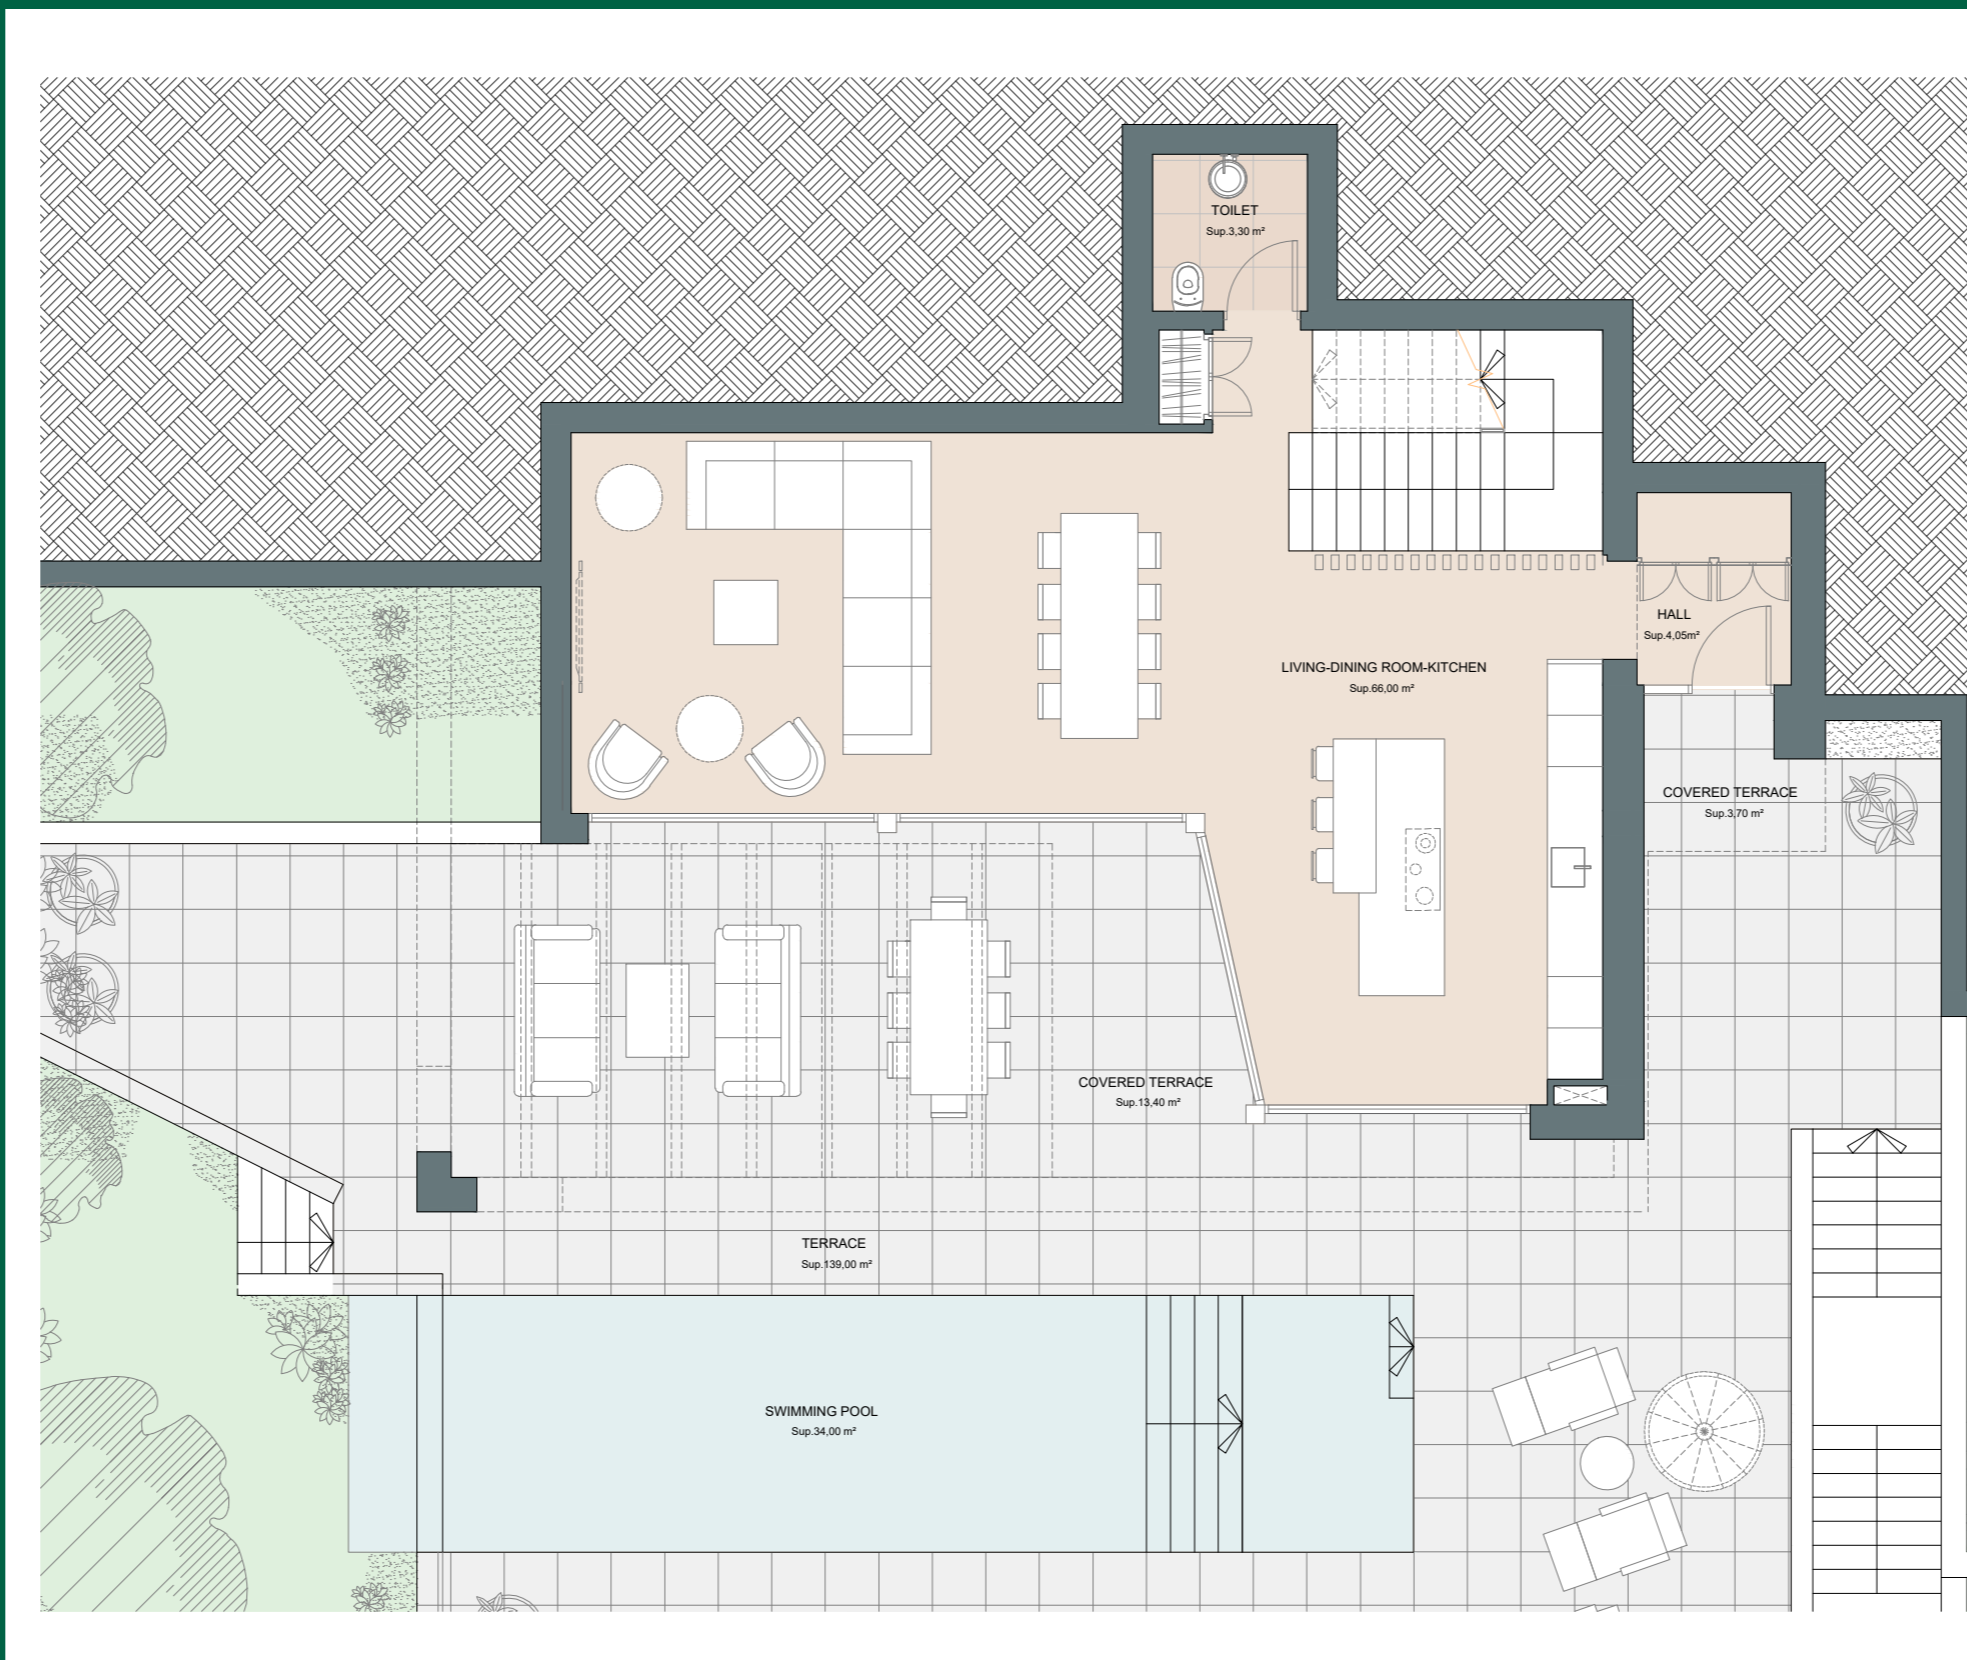 TOILET
Sup.3,30 m²
HALL
Sup.4,05m²
LIVING-DINING ROOM-KITCHEN
Sup.66,00 m²
COVERED TERRACE
Sup.3,70 m²
COVERED TERRACE
Sup.13,40 m²
TERRACE
Sup.139,00 m²
SWIMMING POOL
Sup.34,00 m²